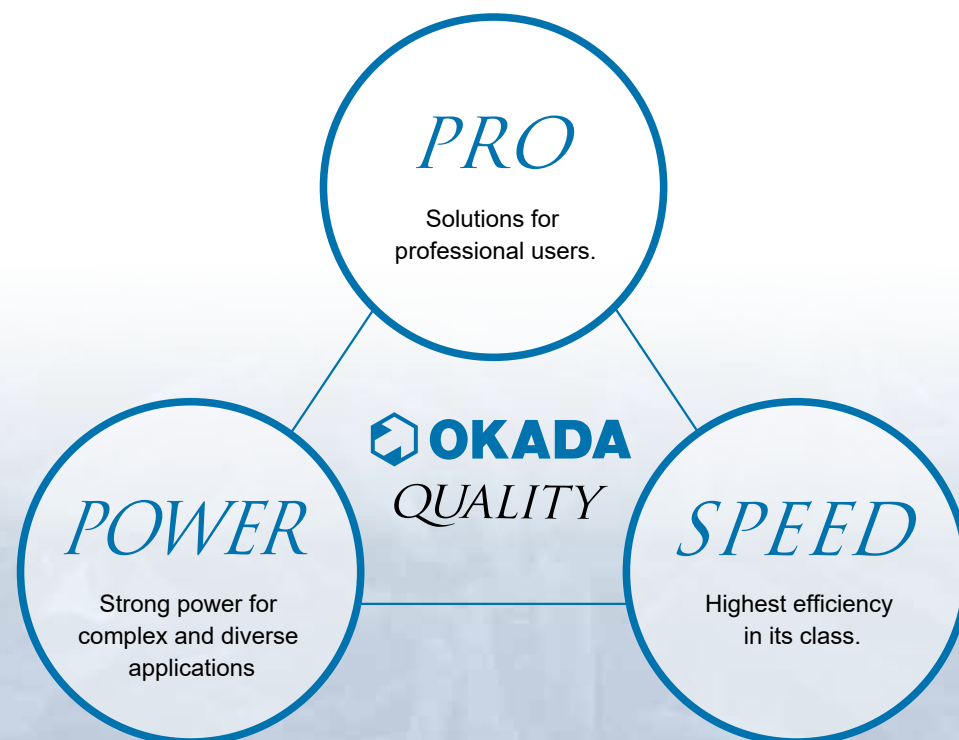 PRO
Solutions for
professional users.
OKADA
QUALITY
POWER
Strong power for
complex and diverse
applications
SPEED
Highest efficiency
in its class.